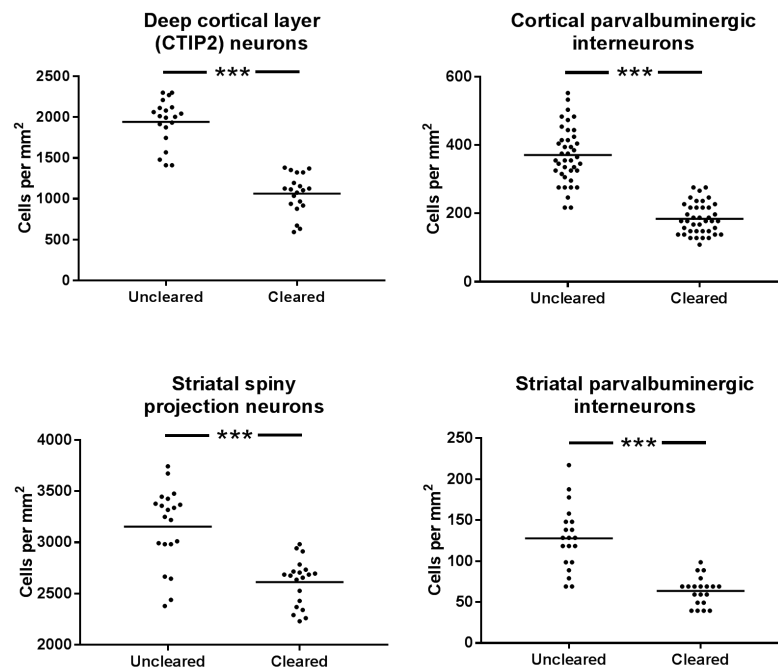 Deep cortical layer
(CTIP2) neurons
***
Cells per mm²
2500
2000
1500
1000
500
0
Uncleared
Cleared
Cortical parvalbuminergic
interneurons
***
Cells per mm²
600
400
200
0
Uncleared
Cleared
Striatal spiny
projection neurons
***
Cells per mm²
4000
3500
3000
2500
2000
Uncleared
Cleared
Striatal parvalbuminergic
interneurons
***
Cells per mm²
250
200
150
100
50
0
Uncleared
Cleared